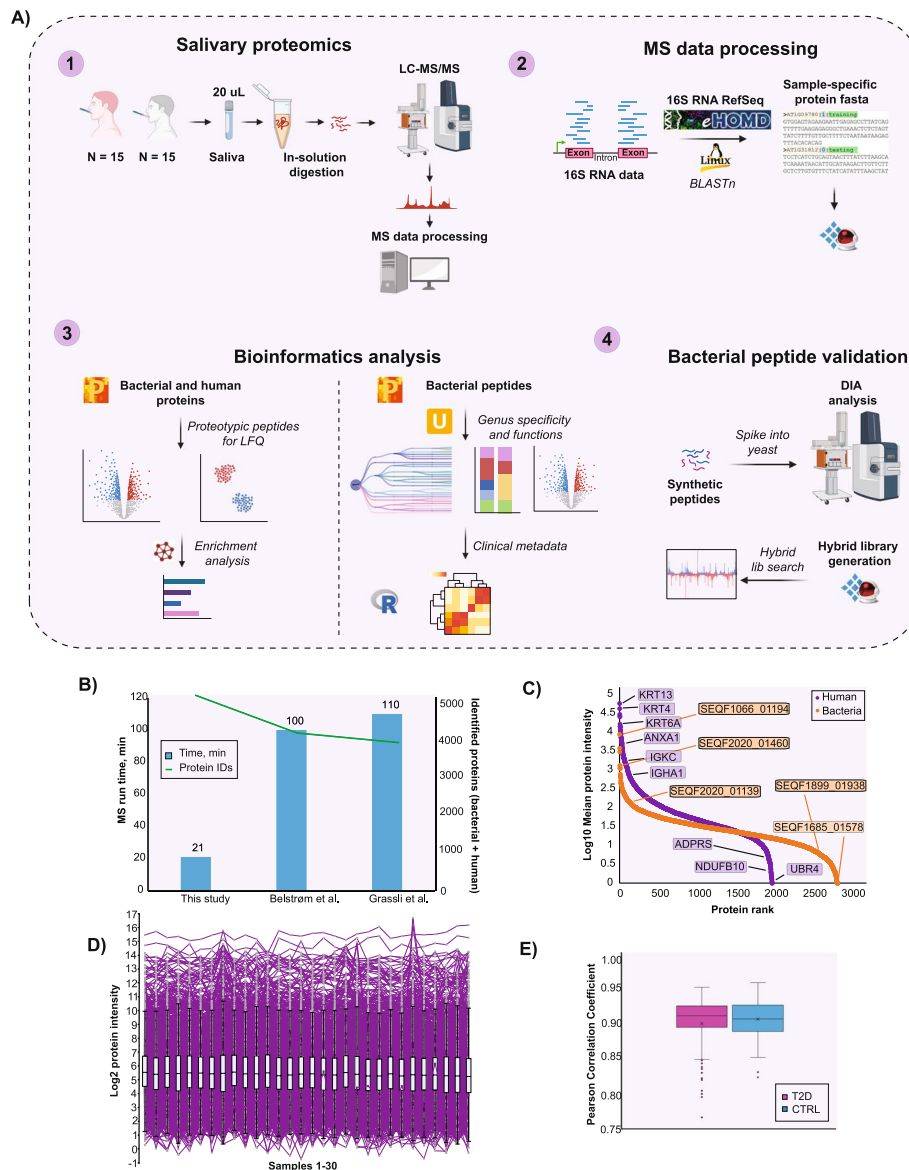 A)
1
Salivary proteomics
20 uL
LC-MS/MS
N = 15
N = 15
Saliva
In-solution
digestion
MS data processing
2
MS data processing
16S RNA RefSeq
eHOMD
Linux
BLASTn
Exon
Intron
Exon
16S RNA data
Sample-specific
protein fasta
3
Bioinformatics analysis
P
Bacterial and human
proteins
Proteotypic peptides
for LFQ
Enrichment
analysis
P
Bacterial peptides
U
Genus specificity
and functions
Clinical metadata
R
4
Bacterial peptide validation
DIA
analysis
Spike into
yeast
Synthetic
peptides
Hybrid
lib search
Hybrid library
generation
B)
MS run time, min
120
100
80
60
40
20
0
Time, min
Protein IDs
21
100
110
5000
4000
3000
2000
1000
0
Identified proteins (bacterial + human)
This study
Belstrøm et al.
Grassli et al.
C)
Log10 Meian protein intensity
5
4.5
4
3.5
3
2.5
2
1.5
1
0.5
0
KRT13
KRT4
KRT6A
ANXA1
IGKC
IGHA1
Human
Bacteria
SEQF1066_01194
SEQF2020_01460
SEQF2020_01139
SEQF1899_01938
SEQF1685_01578
ADPRS
NDUFB10
UBR4
0
500
1000
1500
2000
2500
3000
Protein rank
D)
Log2 protein intensity
17
16
15
14
13
12
11
10
9
8
7
6
5
4
3
2
1
0
-1
Samples 1-30
E)
Pearson Correlation Coefficient
1.00
0.95
0.90
0.85
0.80
0.75
T2D
CTRL